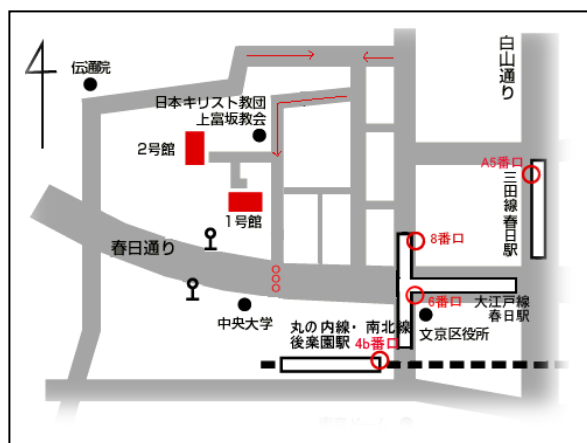 伝通院
白山通り
日本キリスト教団
上富坂教会
2号館
A5番口
三田線春日駅
1号館
春日通り
8番口
6番口
大江戸線
春日駅
中央大学
丸の内線・南北線
後楽園駅
4b番口
文京区役所